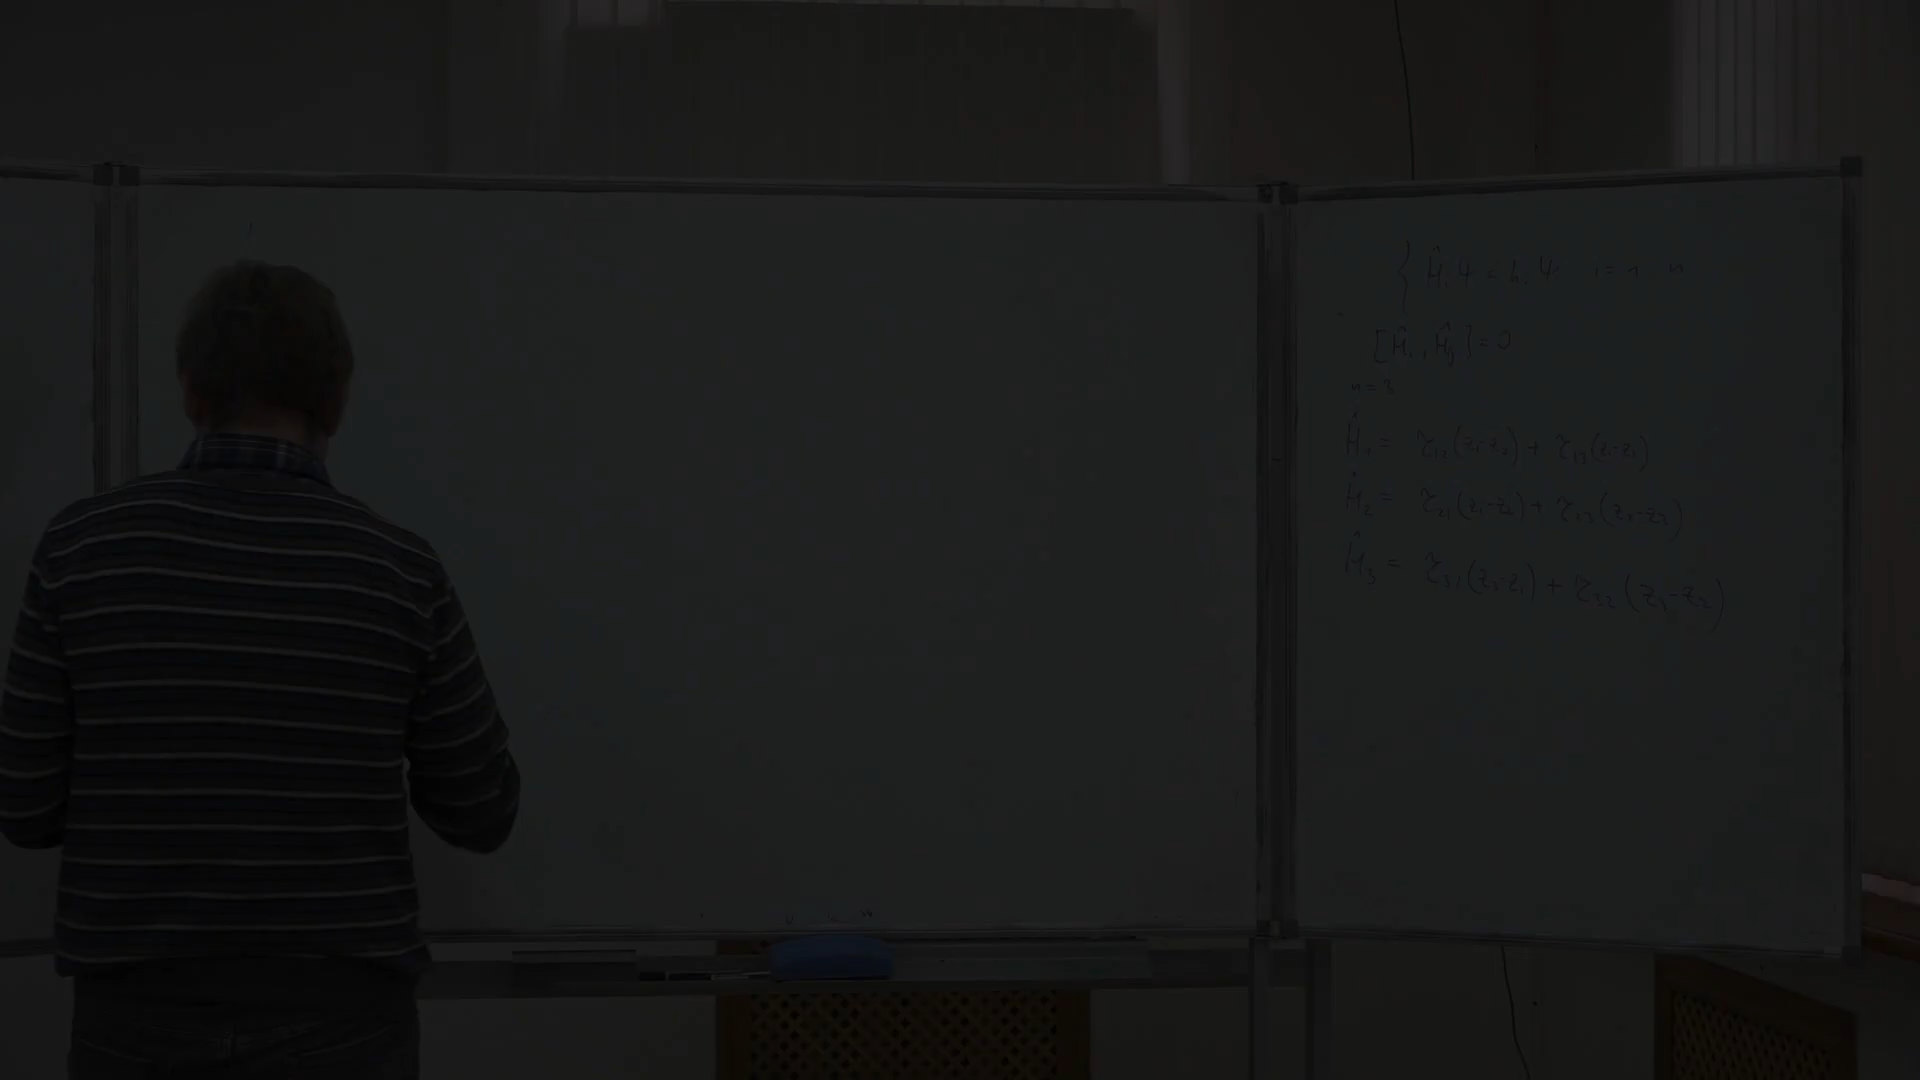 { Ĥᵢ Ψ = hᵢ Ψ i = 1 n
[Ĥᵢ, Ĥⱼ] = 0
n = 3
Ĥ₁ = r₁₂(z₁-z₂) + r₁₃(z₁-z₃)
Ĥ₂ = r₂₁(z₁-z₂) + r₂₃(z₂-z₃)
Ĥ₃ = r₃₁(z₃-z₁) + r₃₂(z₃-z₂)